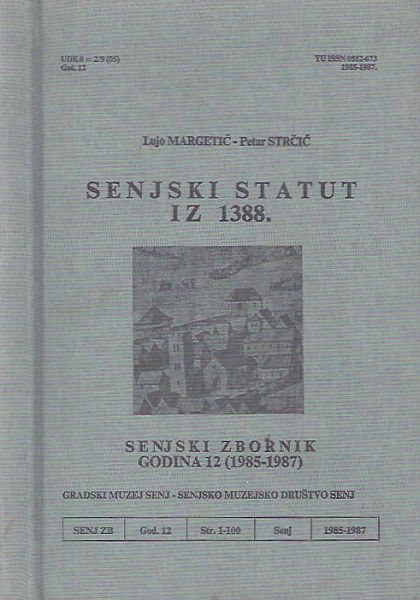 UDK 0 = 2/9 (05)
God. 12
YU ISSN 0582-673
1985-1987.
Lujo MARGETIĆ - Petar STRČIĆ
SENJSKI STATUT
IZ 1388.
SENJSKI ZBORNIK
GODINA 12 (1985-1987)
GRADSKI MUZEJ SENJ - SENJSKO MUZEJSKO DRUŠTVO SENJ
SENJ ZB God. 12 Str. 1-100 Senj 1985-1987